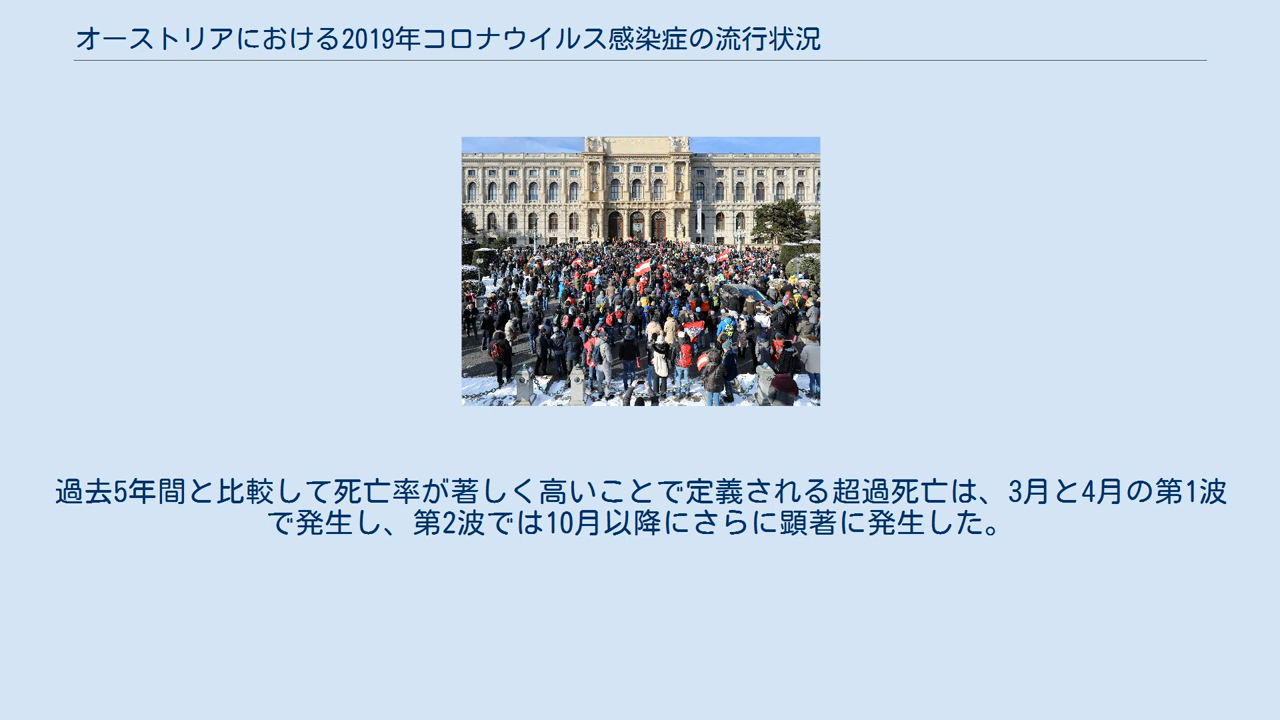 オーストリアにおける2019年コロナウイルス感染症の流行状況
過去5年間と比較して死亡率が著しく高いことで定義される超過死亡は、3月と4月の第1波
で発生し、第2波では10月以降にさらに顕著に発生した。